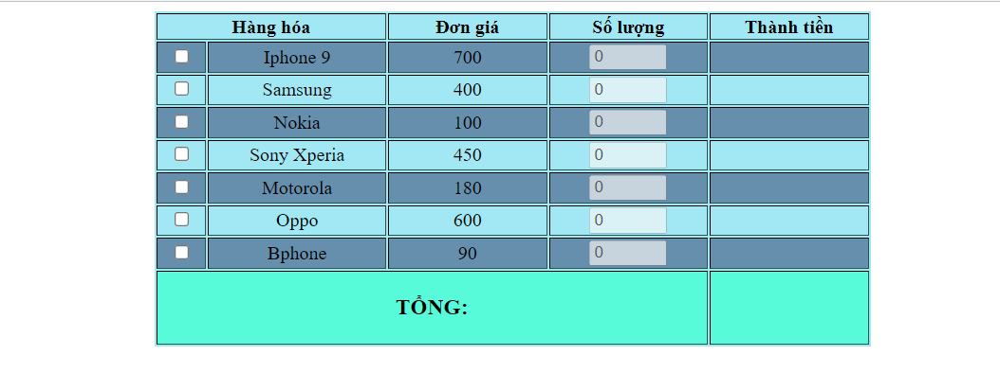 Hàng hóa Đơn giá Số lượng Thành tiền
Iphone 9 700 0
Samsung 400 0
Nokia 100 0
Sony Xperia 450 0
Motorola 180 0
Oppo 600 0
Bphone 90 0
TỔNG: